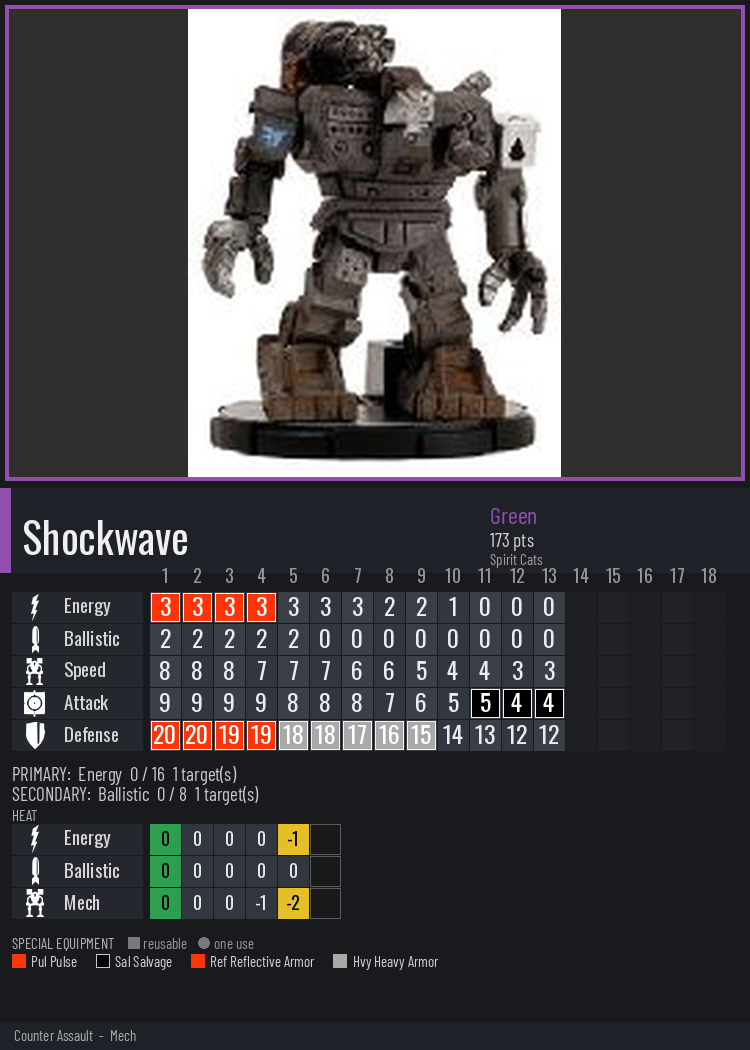 Shockwave
Green
173 pts
Spirit Cats
1 2 3 4 5 6 7 8 9 10 11 12 13 14 15 16 17 18
Energy 3 3 3 3 3 3 3 2 2 1 0 0 0
Ballistic 2 2 2 2 2 0 0 0 0 0 0 0 0
Speed 8 8 8 7 7 7 6 6 5 4 4 3 3
Attack 9 9 9 9 8 8 8 7 6 5 5 4 4
Defense 20 20 19 19 18 18 17 16 15 14 13 12 12
PRIMARY: Energy 0 / 16 1 target(s)
SECONDARY: Ballistic 0 / 8 1 target(s)
HEAT
Energy 0 0 0 0 -1
Ballistic 0 0 0 0 0
Mech 0 0 0 -1 -2
SPECIAL EQUIPMENT reusable one use
Pul Pulse Sal Salvage Ref Reflective Armor Hvy Heavy Armor
Counter Assault - Mech